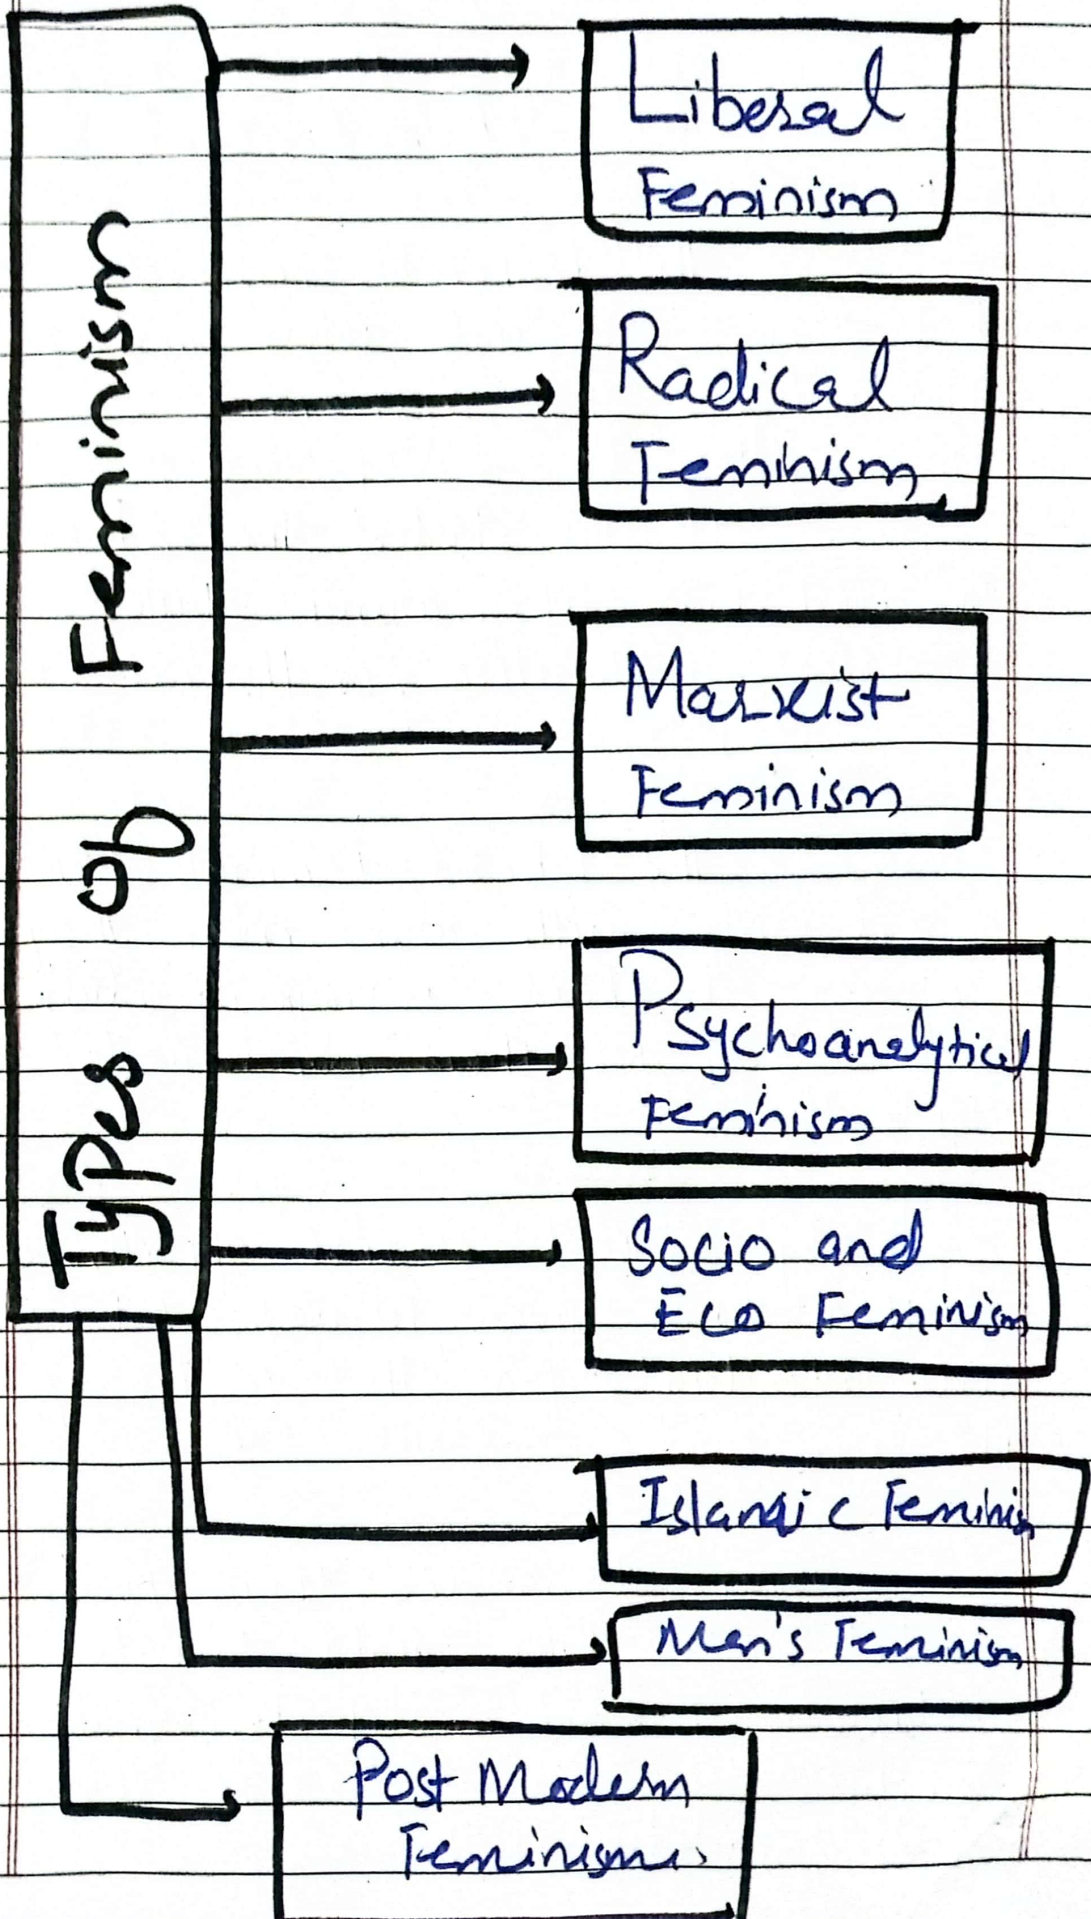 Types of Feminism
Liberal
Feminism
Radical
Feminism
Marxist
Feminism
Psychoanalytical
Feminism
Socio and
Eco Feminism
Islamic Feminism
Men's Feminism
Post Modern
Feminism